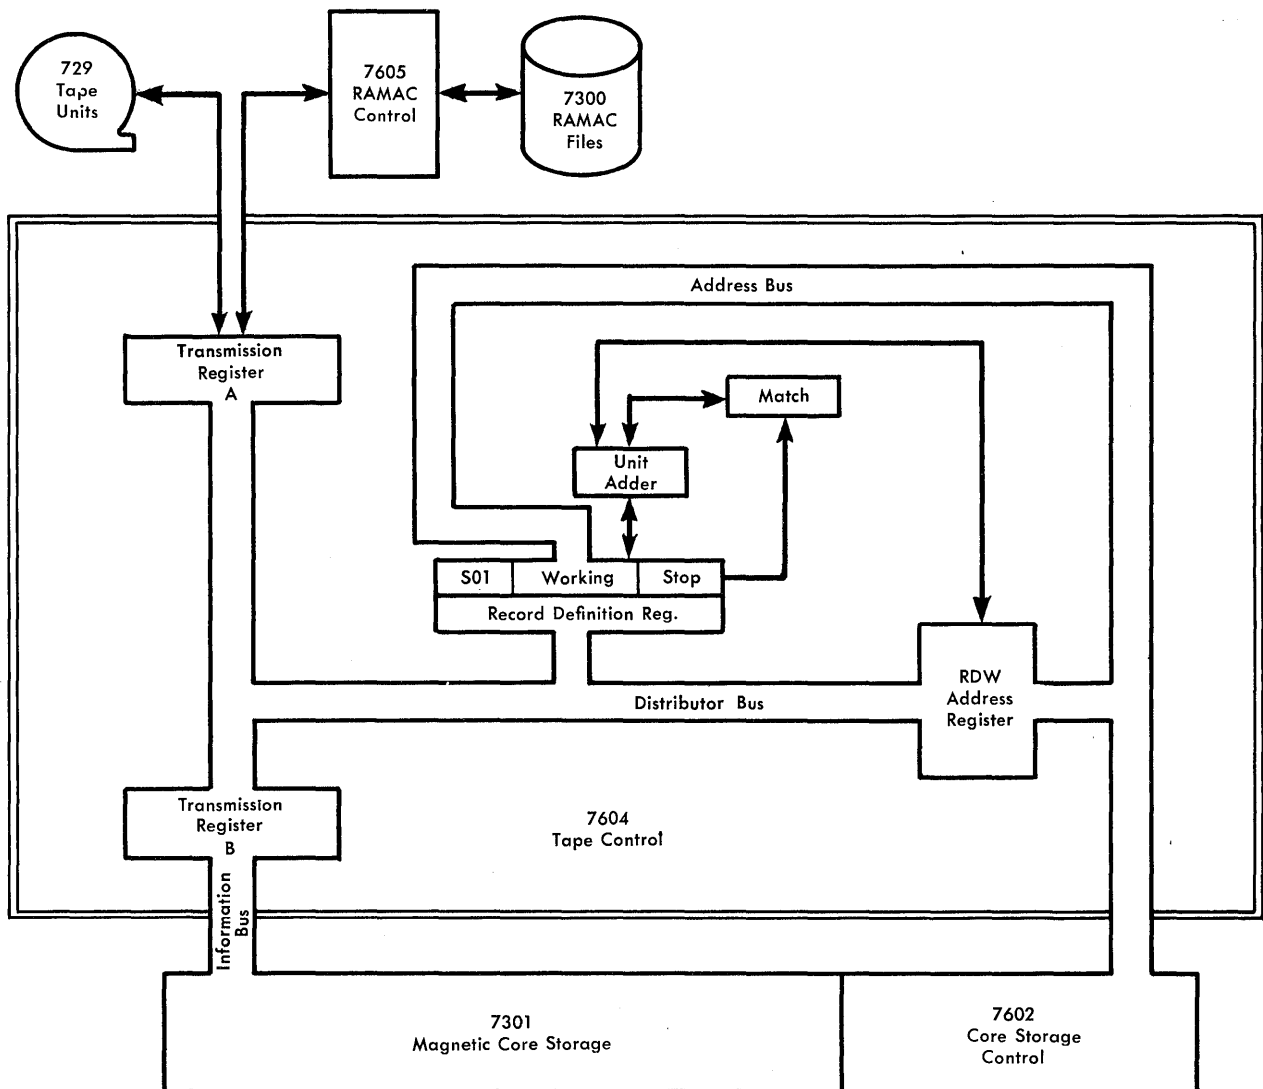 729
Tape
Units
7605
RAMAC
Control
7300
RAMAC
Files
Address Bus
Transmission
Register
A
Match
Unit
Adder
S01
Working
Stop
Record Definition Reg.
RDW
Address
Register
Distributor Bus
Transmission
Register
B
7604
Tape Control
Information
Bus
7301
Magnetic Core Storage
7602
Core Storage
Control